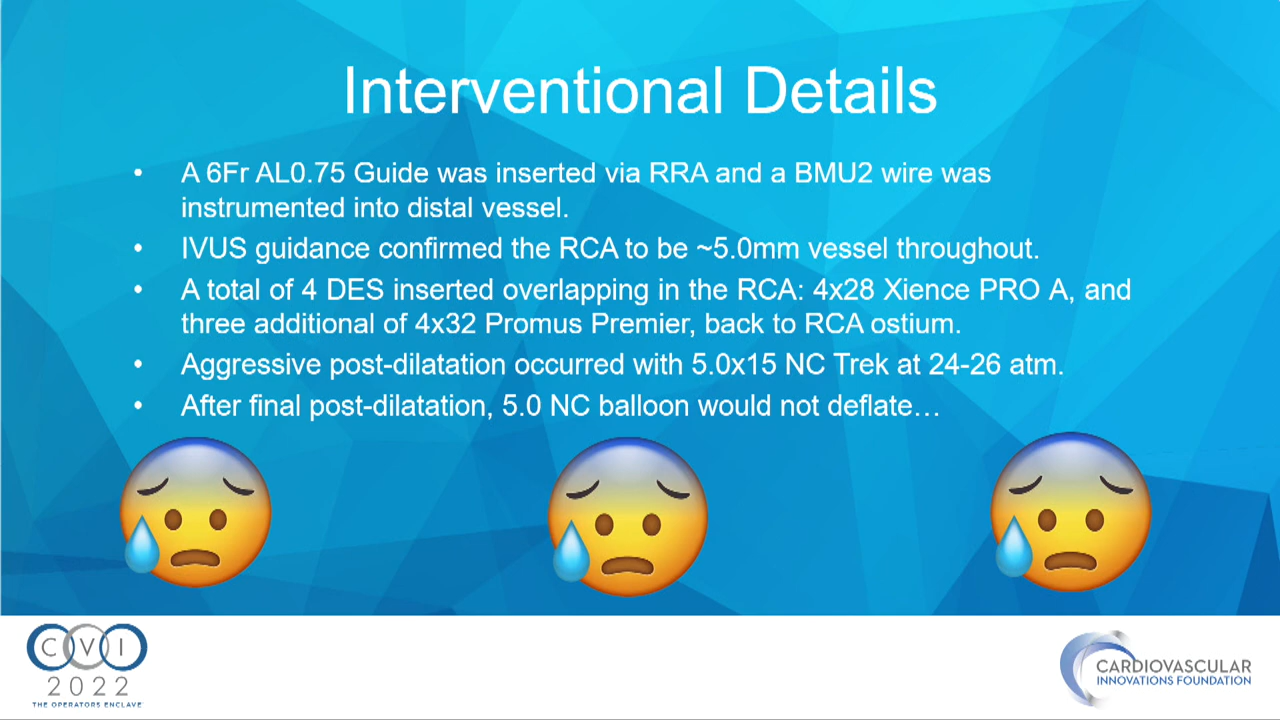 Interventional Details
• A 6Fr AL0.75 Guide was inserted via RRA and a BMU2 wire was
instrumented into distal vessel.
• IVUS guidance confirmed the RCA to be ~5.0mm vessel throughout.
• A total of 4 DES inserted overlapping in the RCA: 4x28 Xience PRO A, and
three additional of 4x32 Promus Premier, back to RCA ostium.
• Aggressive post-dilatation occurred with 5.0x15 NC Trek at 24-26 atm.
• After final post-dilatation, 5.0 NC balloon would not deflate…
CVI
2022
THE OPERATORS ENCLAVE
CARDIOVASCULAR
INNOVATIONS FOUNDATION